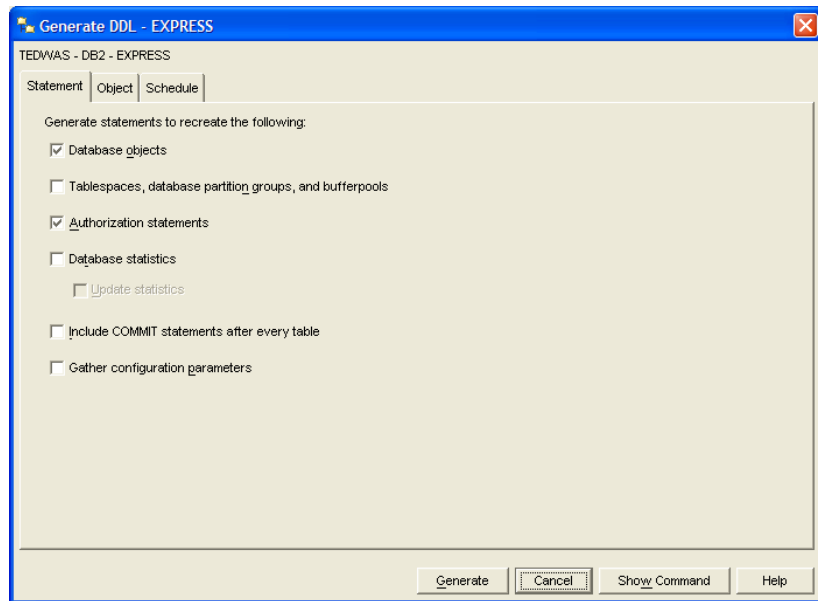 Generate DDL - EXPRESS
TEDWAS - DB2 - EXPRESS
Statement Object Schedule
Generate statements to recreate the following:
Database objects
Tablespaces, database partition groups, and bufferpools
Authorization statements
Database statistics
Update statistics
Include COMMIT statements after every table
Gather configuration parameters
Generate Cancel Show Command Help